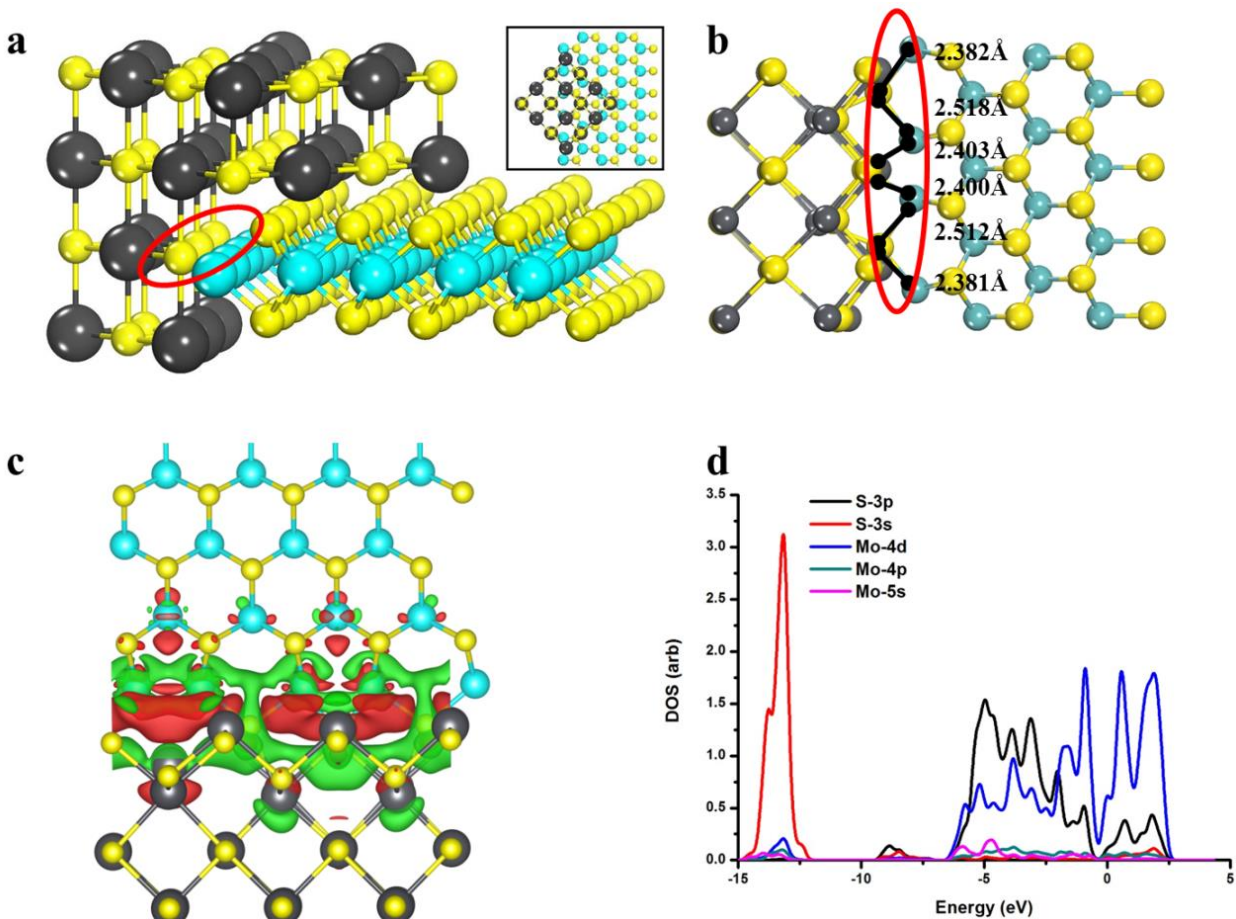 a
b
2.382Å
2.518Å
2.403Å
2.400Å
2.512Å
2.381Å
c
d
3.5
3.0
2.5
2.0
1.5
1.0
0.5
0.0
DOS (arb)
S-3p
S-3s
Mo-4d
Mo-4p
Mo-5s
-15
-10
-5
0
5
Energy (eV)